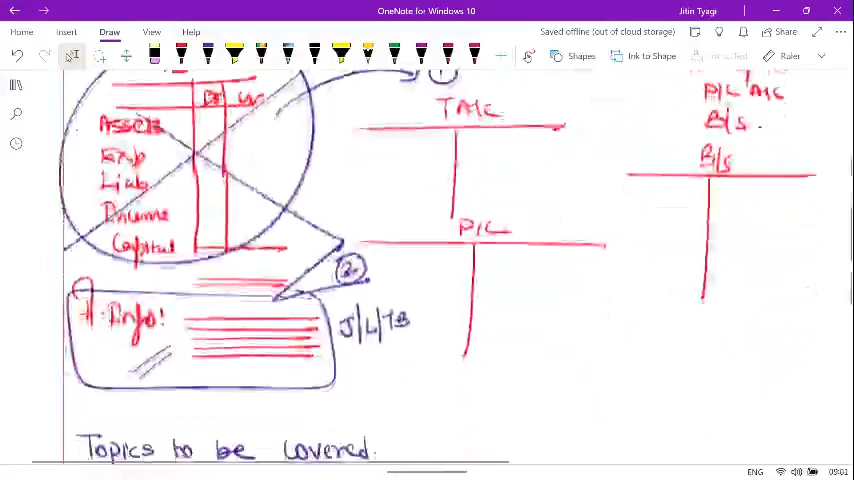 OneNote for Windows 10
Jitin Tyagi
Home
Insert
Draw
View
Help
Saved offline (out of cloud storage)
Share
Shapes
Ink to Shape
Ink to Text
Ruler
Dr Cr
Assets
Exp
Liab
Income
Capital
1
T A/C
P/L
P/L A/C
B/S.
B/S
2
+ Info!
J/L/TB
Topics to be Covered.
ENG
09:01